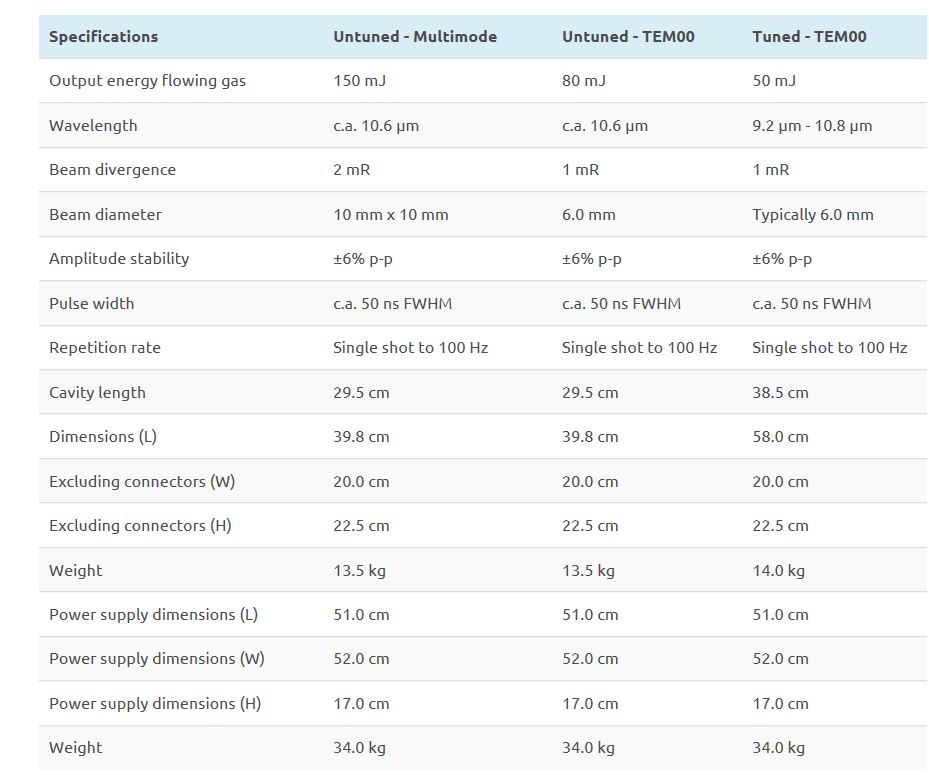 Specifications Untuned - Multimode Untuned - TEM00 Tuned - TEM00
Output energy flowing gas 150 mJ 80 mJ 50 mJ
Wavelength c.a. 10.6 μm c.a. 10.6 μm 9.2 μm - 10.8 μm
Beam divergence 2 mR 1 mR 1 mR
Beam diameter 10 mm x 10 mm 6.0 mm Typically 6.0 mm
Amplitude stability ±6% p-p ±6% p-p ±6% p-p
Pulse width c.a. 50 ns FWHM c.a. 50 ns FWHM c.a. 50 ns FWHM
Repetition rate Single shot to 100 Hz Single shot to 100 Hz Single shot to 100 Hz
Cavity length 29.5 cm 29.5 cm 38.5 cm
Dimensions (L) 39.8 cm 39.8 cm 58.0 cm
Excluding connectors (W) 20.0 cm 20.0 cm 20.0 cm
Excluding connectors (H) 22.5 cm 22.5 cm 22.5 cm
Weight 13.5 kg 13.5 kg 14.0 kg
Power supply dimensions (L) 51.0 cm 51.0 cm 51.0 cm
Power supply dimensions (W) 52.0 cm 52.0 cm 52.0 cm
Power supply dimensions (H) 17.0 cm 17.0 cm 17.0 cm
Weight 34.0 kg 34.0 kg 34.0 kg